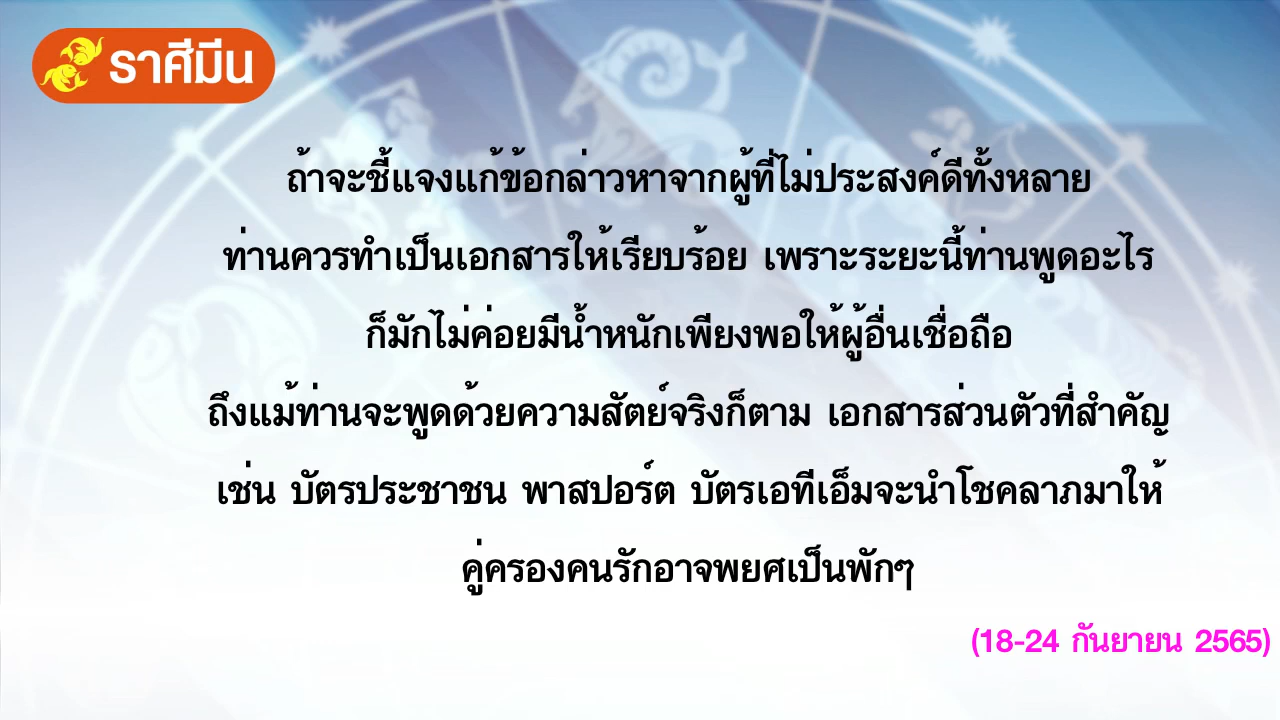 ราศีมีน
ถ้าจะชี้แจงแก้ข้อกล่าวหาจากผู้ที่ไม่ประสงค์ดีทั้งหลาย
ท่านควรทำเป็นเอกสารให้เรียบร้อย เพราะระยะนี้ท่านพูดอะไร
ก็มักไม่ค่อยมีน้ำหนักเพียงพอให้ผู้อื่นเชื่อถือ
ถึงแม้ท่านจะพูดด้วยความสัตย์จริงก็ตาม เอกสารส่วนตัวที่สำคัญ
เช่น บัตรประชาชน พาสปอร์ต บัตรเอทีเอ็มจะนำโชคลาภมาให้
คู่ครองคนรักอาจพยศเป็นพักๆ
(18-24 กันยายน 2565)